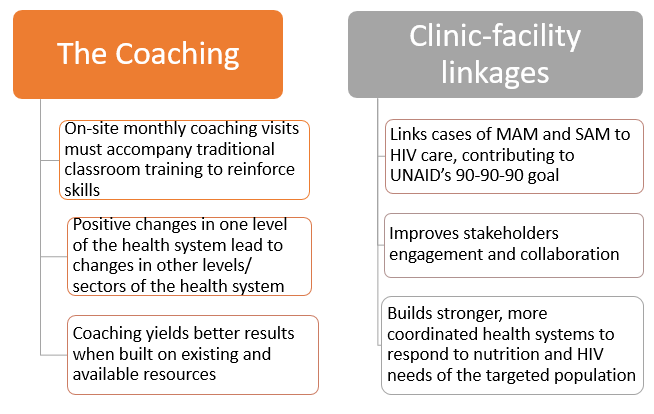 The Coaching
On-site monthly coaching visits
must accompany traditional
classroom training to reinforce
skills
Positive changes in one level
of the health system lead to
changes in other levels/
sectors of the health system
Coaching yields better results
when built on existing and
available resources
Clinic-facility
linkages
Links cases of MAM and SAM to
HIV care, contributing to
UNAID’s 90-90-90 goal
Improves stakeholders
engagement and collaboration
Builds stronger, more
coordinated health systems to
respond to nutrition and HIV
needs of the targeted population